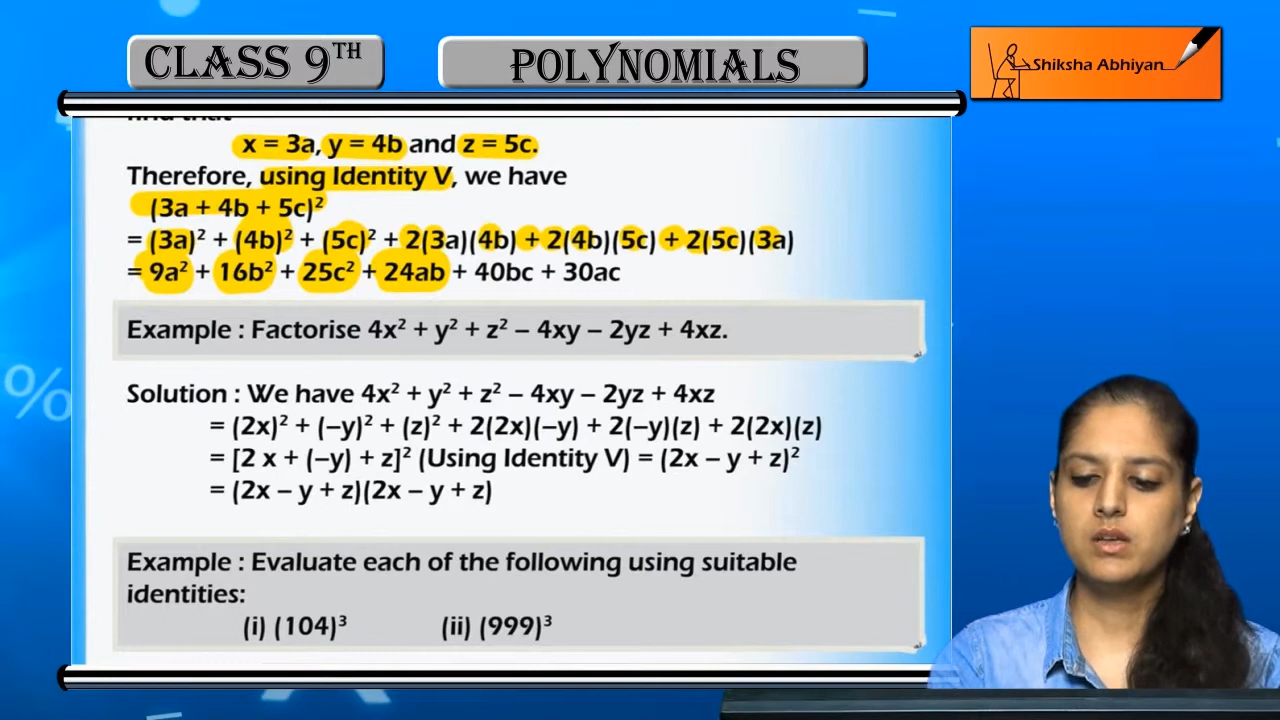 CLASS 9TH
POLYNOMIALS
Shiksha Abhiyan
find that
x = 3a, y = 4b and z = 5c.
Therefore, using Identity V, we have
(3a + 4b + 5c)²
= (3a)² + (4b)² + (5c)² + 2(3a)(4b) + 2(4b)(5c) + 2(5c)(3a)
= 9a² + 16b² + 25c² + 24ab + 40bc + 30ac
Example : Factorise 4x² + y² + z² – 4xy – 2yz + 4xz.
Solution : We have 4x² + y² + z² – 4xy – 2yz + 4xz
= (2x)² + (–y)² + (z)² + 2(2x)(–y) + 2(–y)(z) + 2(2x)(z)
= [2 x + (–y) + z]² (Using Identity V) = (2x – y + z)²
= (2x – y + z)(2x – y + z)
Example : Evaluate each of the following using suitable
identities:
(i) (104)³ (ii) (999)³
%